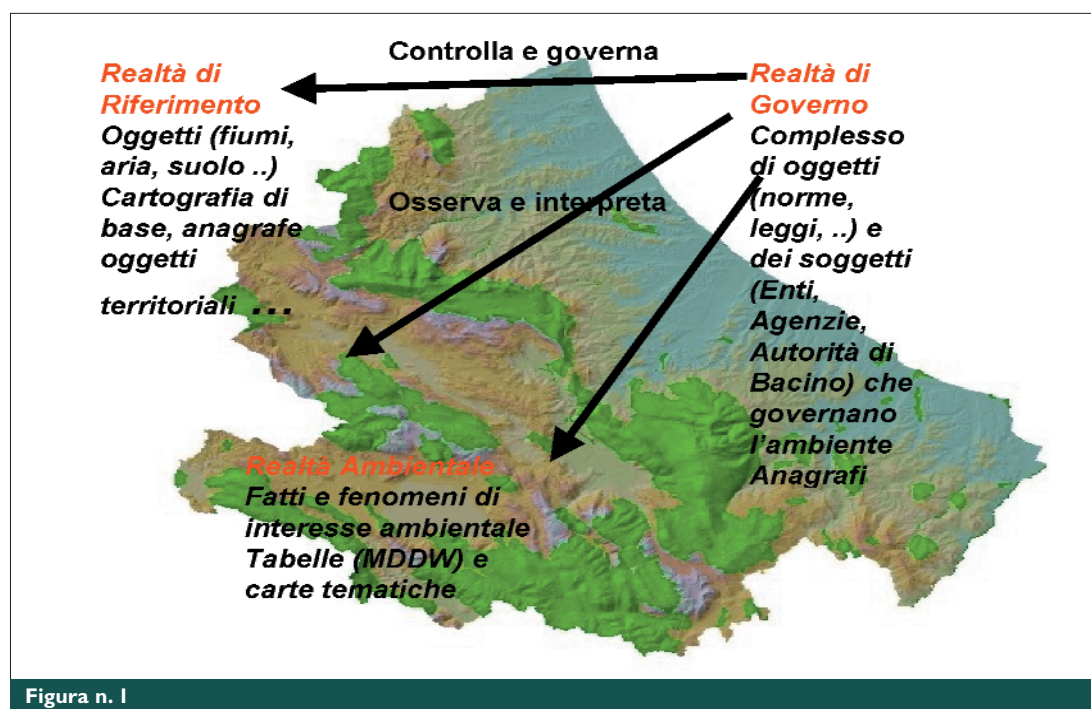 Controlla e governa
Realtà di
Riferimento
Oggetti (fiumi,
aria, suolo ..)
Cartografia di
base, anagrafe
oggetti
territoriali ...
Realtà di
Governo
Complesso
di oggetti
(norme,
leggi, ..) e
dei soggetti
(Enti,
Agenzie,
Autorità di
Bacino) che
governano
l'ambiente
Anagrafi
Osserva e interpreta
Realtà Ambientale
Fatti e fenomeni di
interesse ambientale
Tabelle (MDDW) e
carte tematiche
Figura n. 1